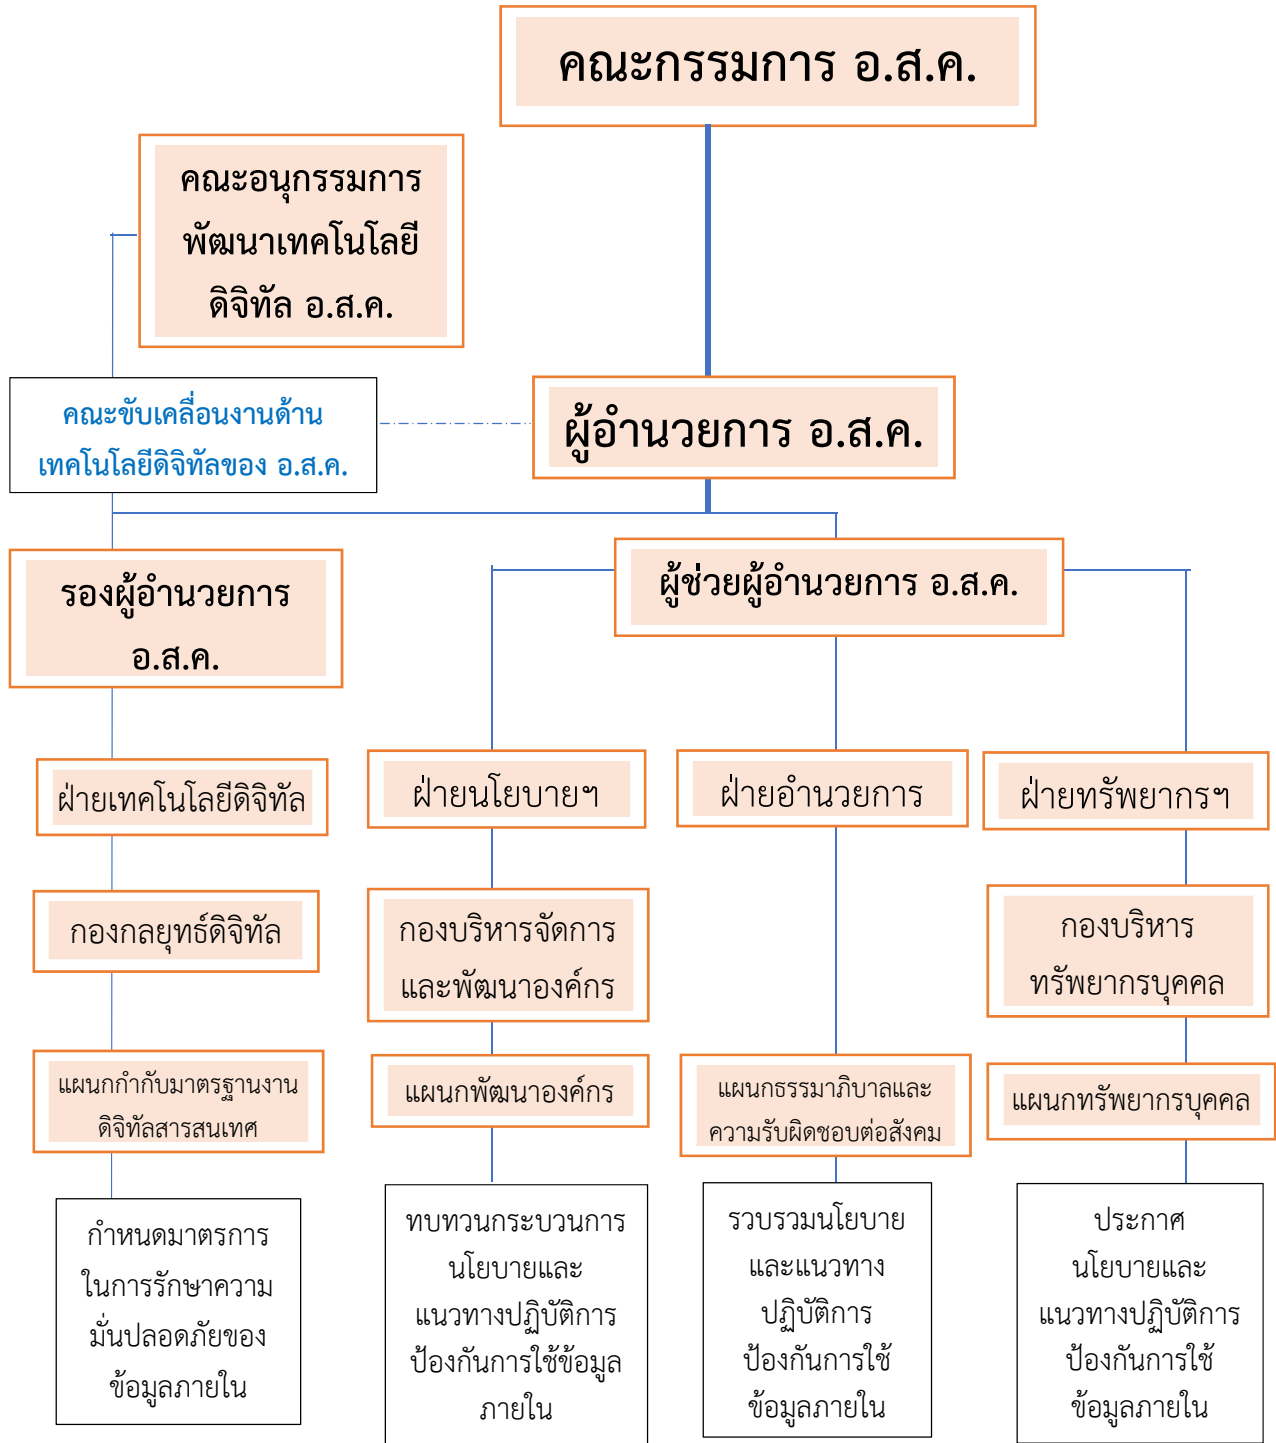 คณะกรรมการ อ.ส.ค.
คณะอนุกรรมการ
พัฒนาเทคโนโลยี
ดิจิทัล อ.ส.ค.
คณะขับเคลื่อนงานด้าน
เทคโนโลยีดิจิทัลของ อ.ส.ค.
ผู้อำนวยการ อ.ส.ค.
รองผู้อำนวยการ
อ.ส.ค.
ผู้ช่วยผู้อำนวยการ อ.ส.ค.
ฝ่ายเทคโนโลยีดิจิทัล
ฝ่ายนโยบายฯ
ฝ่ายอำนวยการ
ฝ่ายทรัพยากรฯ
กองกลยุทธ์ดิจิทัล
กองบริหารจัดการ
และพัฒนาองค์กร
กองบริหาร
ทรัพยากรบุคคล
แผนกกำกับมาตรฐานงาน
ดิจิทัลสารสนเทศ
แผนกพัฒนาองค์กร
แผนกธรรมาภิบาลและ
ความรับผิดชอบต่อสังคม
แผนกทรัพยากรบุคคล
กำหนดมาตรการ
ในการรักษาความ
มั่นปลอดภัยของ
ข้อมูลภายใน
ทบทวนกระบวนการ
นโยบายและ
แนวทางปฏิบัติการ
ป้องกันการใช้ข้อมูล
ภายใน
รวบรวมนโยบาย
และแนวทาง
ปฏิบัติการ
ป้องกันการใช้
ข้อมูลภายใน
ประกาศ
นโยบายและ
แนวทางปฏิบัติการ
ป้องกันการใช้
ข้อมูลภายใน